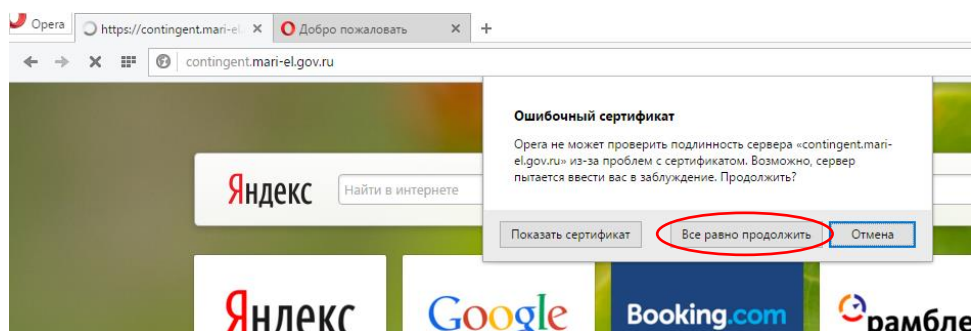 Opera
https://contingent.mari-el.
Добро пожаловать
contingent.mari-el.gov.ru
Ошибочный сертификат
Opera не может проверить подлинность сервера «contingent.mari-
el.gov.ru» из-за проблем с сертификатом. Возможно, сервер
пытается ввести вас в заблуждение. Продолжить?
Яндекс
Найти в интернете
Показать сертификат
Все равно продолжить
Отмена
Яндекс
Google
Booking.com
рамбле